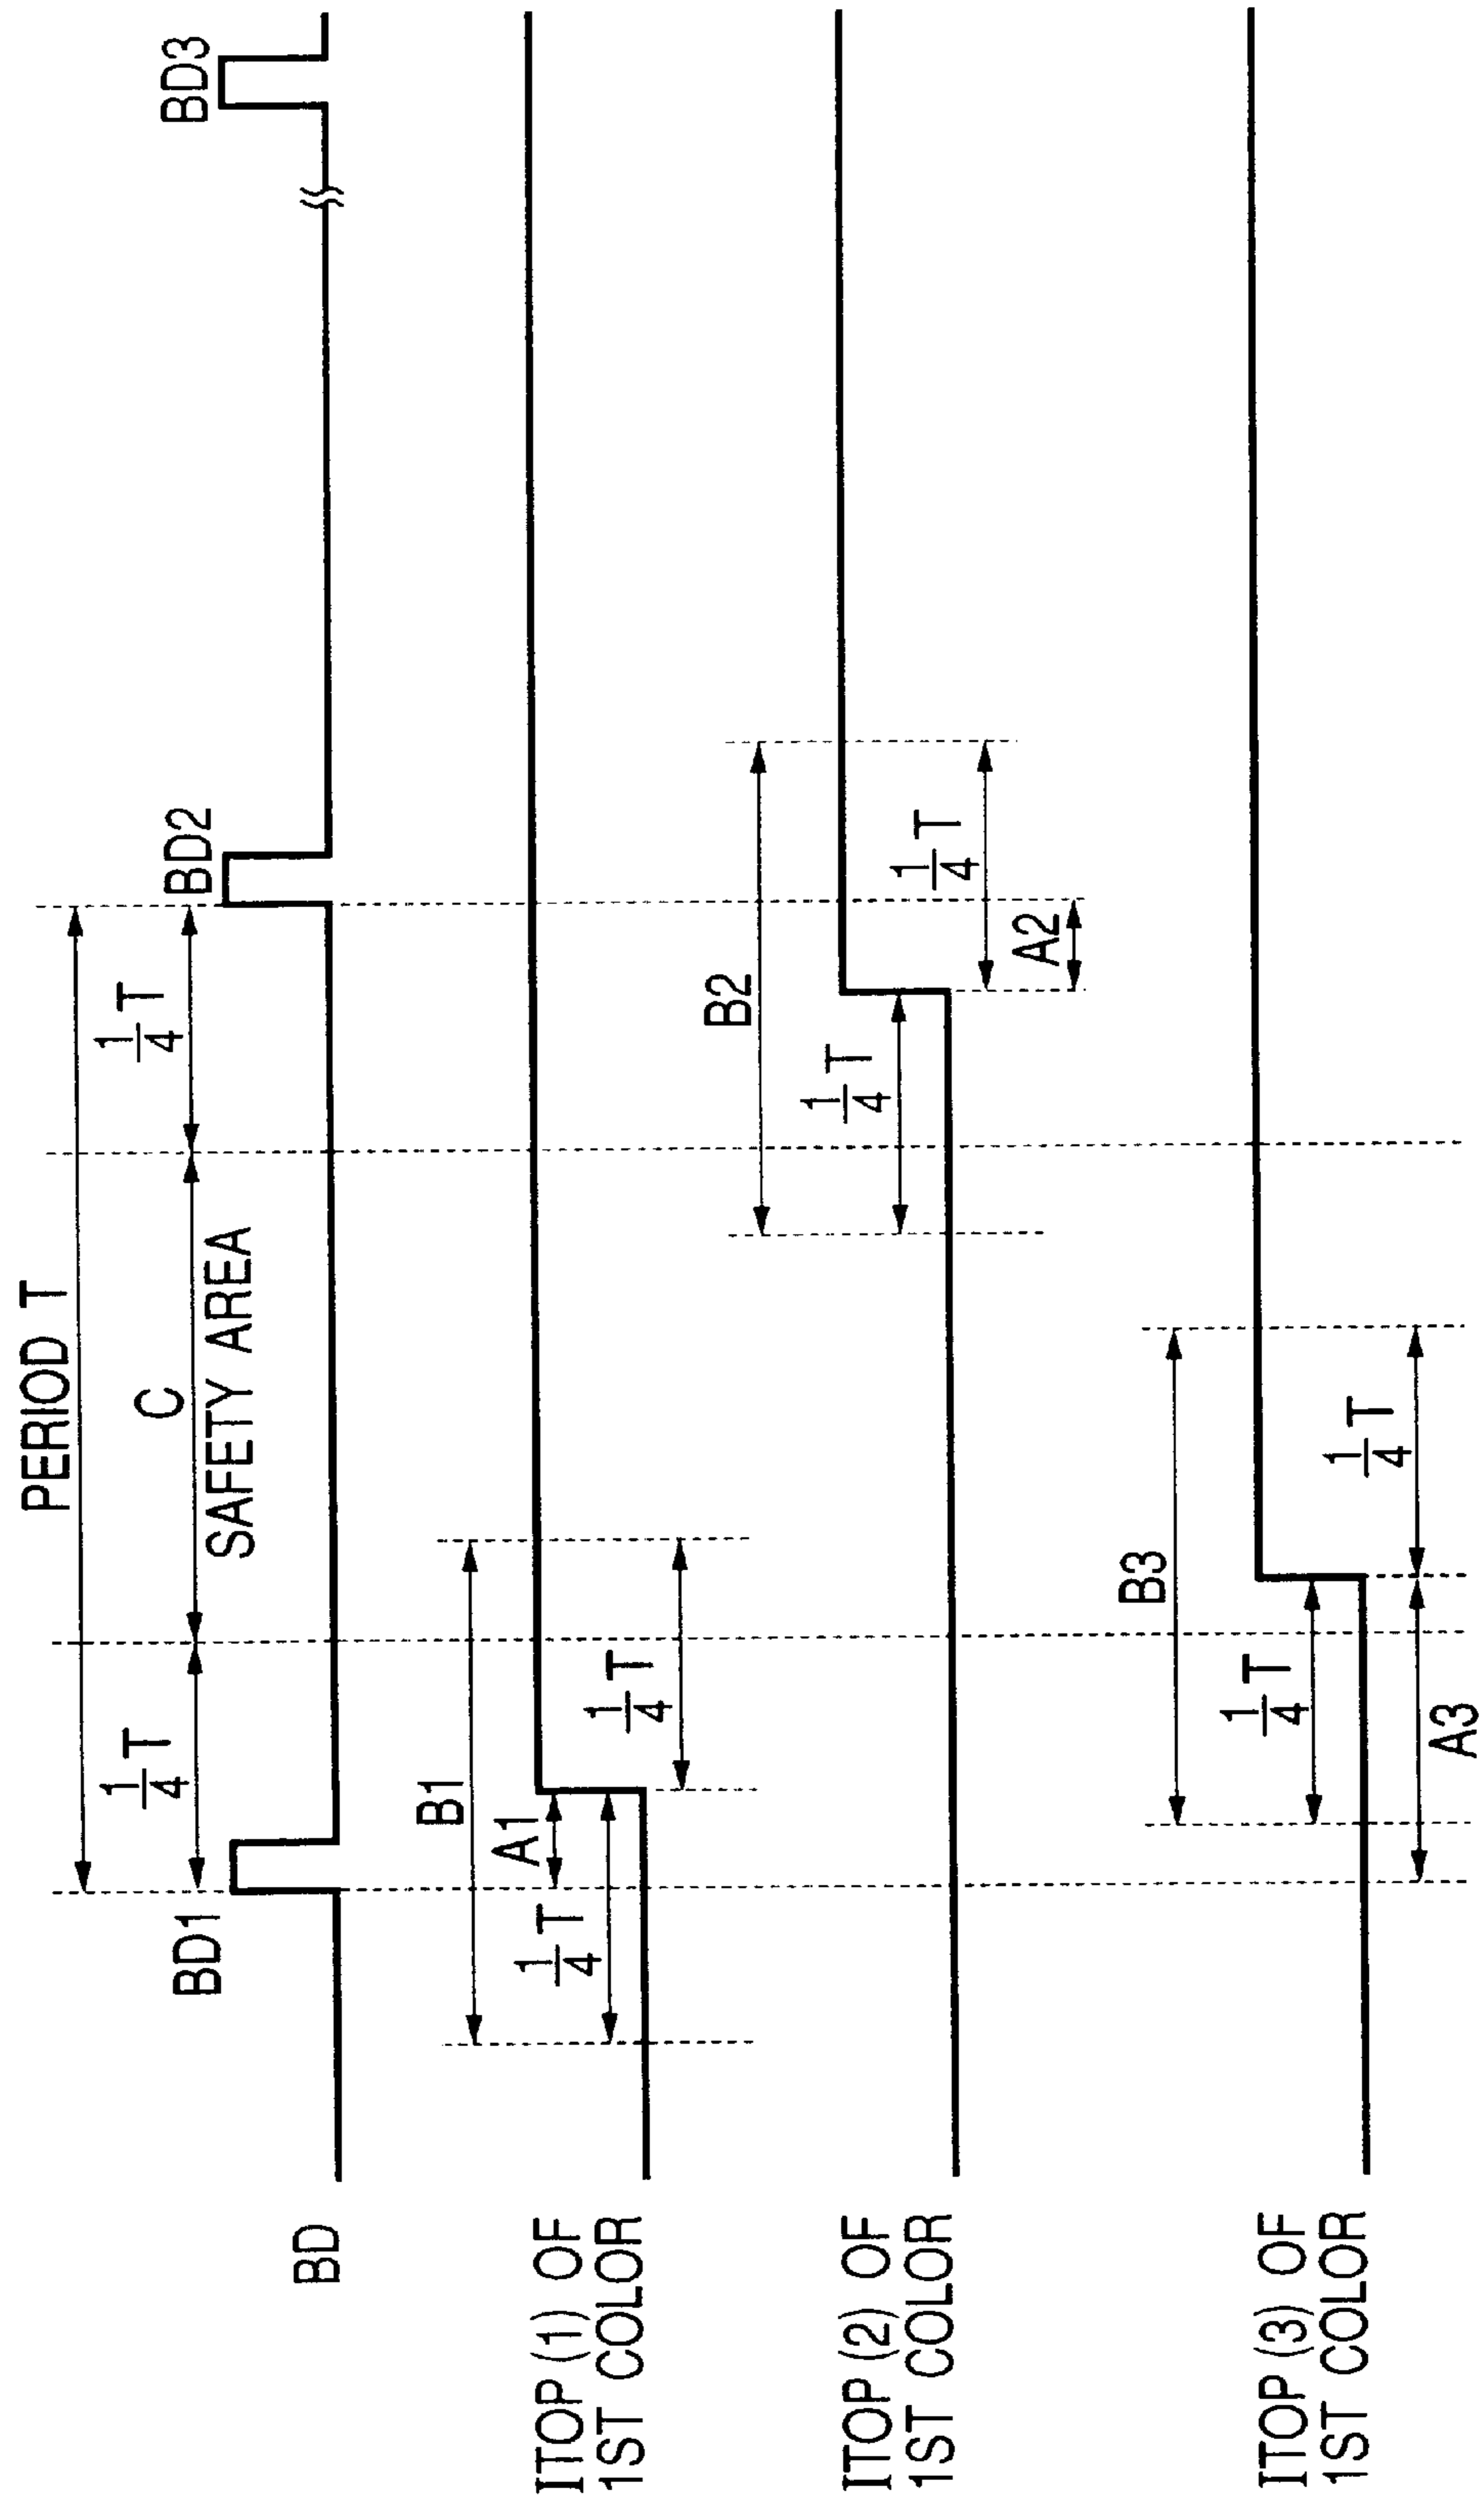 PERIOD T
1/4 T
C
1/4 T
SAFETY AREA
BD1
BD2
BD3
BD
B1
A1
1/4 T
1/4 T
ITOP (1) OF
1ST COLOR
B2
1/4 T
1/4 T
A2
ITOP (2) OF
1ST COLOR
B3
1/4 T
1/4 T
A3
ITOP (3) OF
1ST COLOR